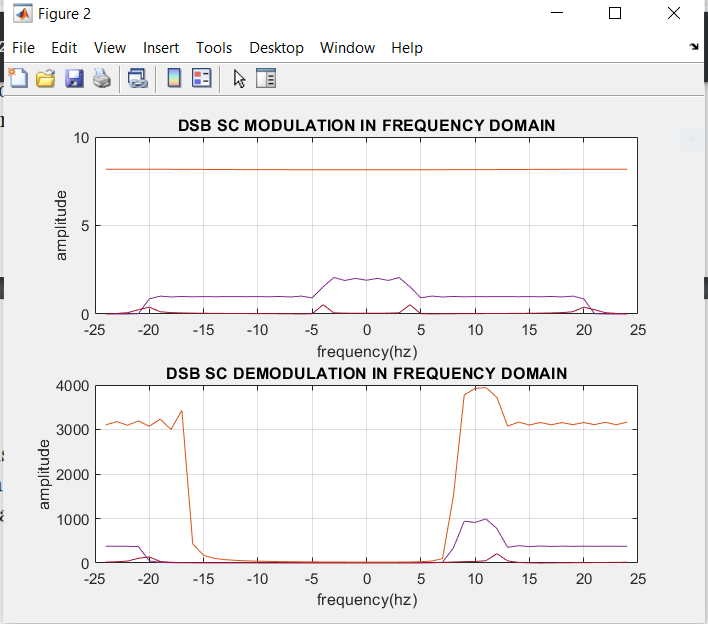 Figure 2
File Edit View Insert Tools Desktop Window Help
DSB SC MODULATION IN FREQUENCY DOMAIN
10
5
0
amplitude
-25 -20 -15 -10 -5 0 5 10 15 20 25
frequency(hz)
DSB SC DEMODULATION IN FREQUENCY DOMAIN
4000
3000
2000
1000
0
amplitude
-25 -20 -15 -10 -5 0 5 10 15 20 25
frequency(hz)